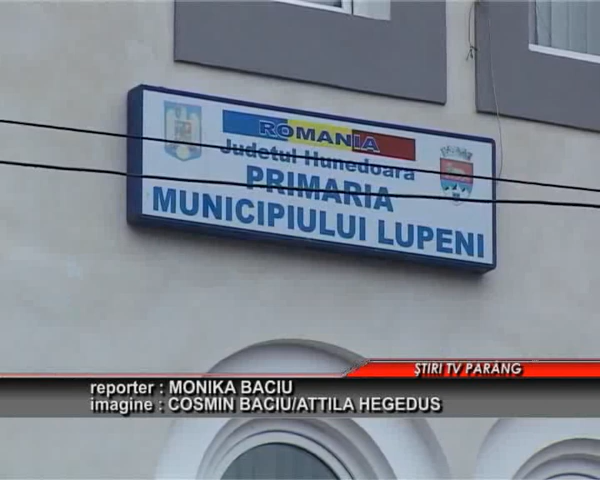 ROMANIA
Judetul Hunedoara
PRIMARIA
MUNICIPIULUI LUPENI
ŞTIRI TV PARÂNG
reporter : MONIKA BACIU
imagine : COSMIN BACIU/ATTILA HEGEDUS